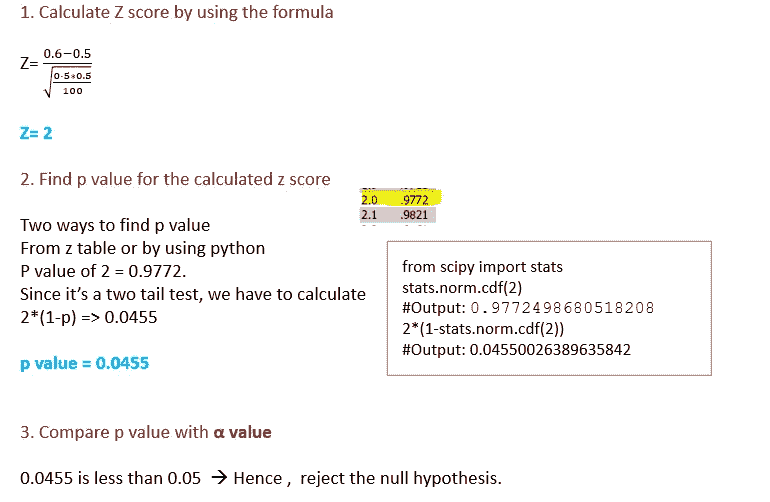 1. Calculate Z score by using the formula
Z= 0.6−0.5
0.5*0.5
100
Z= 2
2. Find p value for the calculated z score
2.0 .9772
2.1 .9821
Two ways to find p value
From z table or by using python
P value of 2 = 0.9772.
Since it’s a two tail test, we have to calculate
2*(1-p) => 0.0455
from scipy import stats
stats.norm.cdf(2)
#Output: 0.9772498680518208
2*(1-stats.norm.cdf(2))
#Output: 0.04550026389635842
p value = 0.0455
3. Compare p value with α value
0.0455 is less than 0.05 → Hence , reject the null hypothesis.